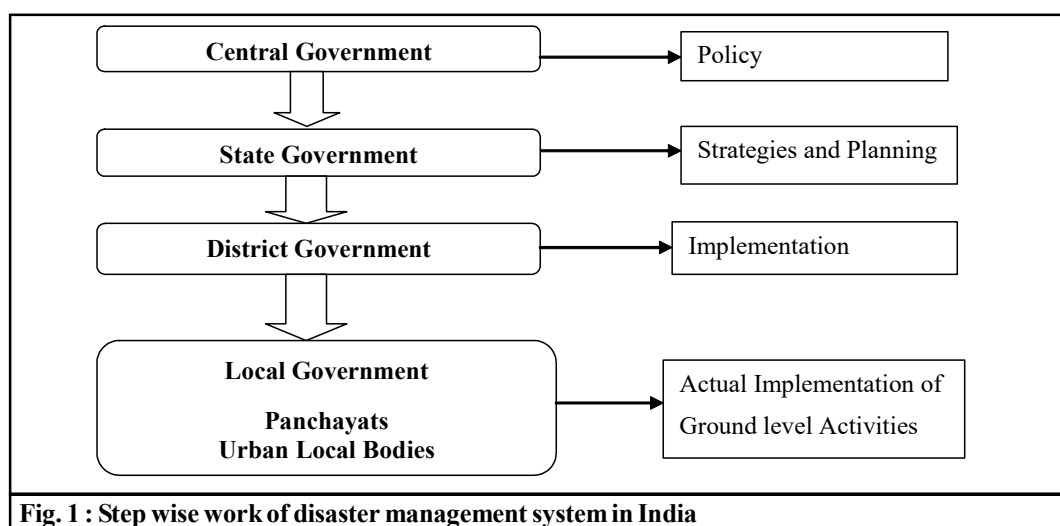 Central Government
Policy
State Government
Strategies and Planning
District Government
Implementation
Local Government
Panchayats
Urban Local Bodies
Actual Implementation of
Ground level Activities
Fig. 1 : Step wise work of disaster management system in India